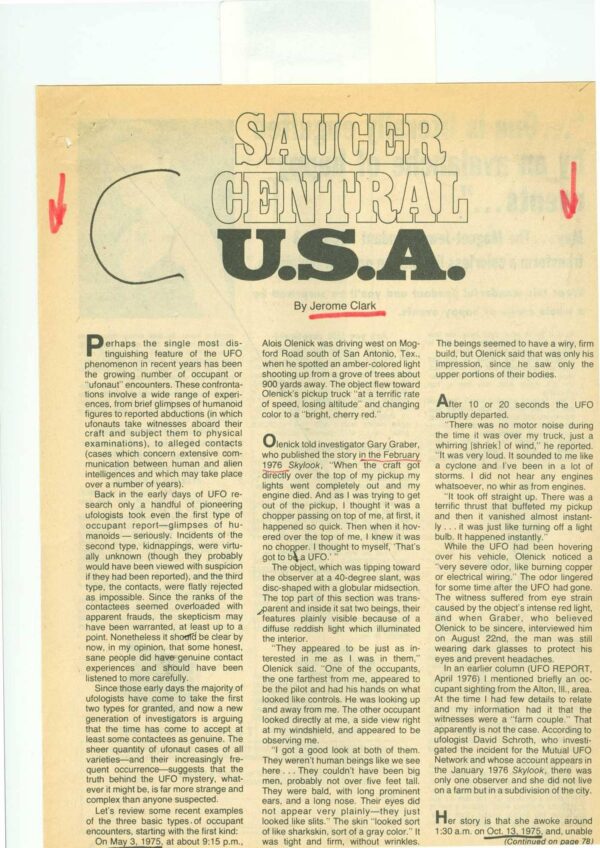 SAUCER
CENTRAL
U.S.A.
By Jerome Clark
Perhaps the single most dis-
tinguishing feature of the UFO
phenomenon in recent years has been
the growing number of occupant or
"ufonaut" encounters. These confronta-
tions involve a wide range of experi-
ences, from brief glimpses of humanoid
figures to reported abductions (in which
ufonauts take witnesses aboard their
craft and subject them to physical
examinations), to alleged contacts
(cases which concern extensive com-
munication between human and alien
intelligences and which may take place
over a number of years).
Back in the early days of UFO re-
search only a handful of pioneering
ufologists took even the first type of
occupant report—glimpses of hu-
manoids — seriously. Incidents of the
second type, kidnappings, were virtu-
ally unknown (though they probably
would have been viewed with suspicion
if they had been reported), and the third
type, the contacts, were flatly rejected
as impossible. Since the ranks of the
contactees seemed overloaded with
apparent frauds, the skepticism may
have been warranted, at least up to a
point. Nonetheless it should be clear by
now, in my opinion, that some honest,
sane people did have genuine contact
experiences and should have been
listened to more carefully.
Since those early days the majority of
ufologists have come to take the first
two types for granted, and now a new
generation of investigators is arguing
that the time has come to accept at
least some contactees as genuine. The
sheer quantity of ufonaut cases of all
varieties—and their increasingly fre-
quent occurrence—suggests that the
truth behind the UFO mystery, what-
ever it might be, is far more strange and
complex than anyone suspected.
Let's review some recent examples
of the three basic types of occupant
encounters, starting with the first kind:
On May 3, 1975, at about 9:15 p.m.,
Alois Olenick was driving west on Mog-
ford Road south of San Antonio, Tex.,
when he spotted an amber-colored light
shooting up from a grove of trees about
900 yards away. The object flew toward
Olenick's pickup truck "at a terrific rate
of speed, losing altitude" and changing
color to a "bright, cherry red."
Olenick told investigator Gary Graber,
who published the story in the February
1976 Skylook, "When the craft got
directly over the top of my pickup my
lights went completely out and my
engine died. And as I was trying to get
out of the pickup, I thought it was a
chopper passing on top of me, at first, it
happened so quick. Then when it hov-
ered over the top of me, I knew it was
no chopper. I thought to myself, 'That's
got to be a UFO.' "
The object, which was tipping toward
the observer at a 40-degree slant, was
disc-shaped with a globular midsection.
The top part of this section was trans-
parent and inside it sat two beings, their
features plainly visible because of a
diffuse reddish light which illuminated
the interior.
"They appeared to be just as in-
terested in me as I was in them,"
Olenick said. "One of the occupants,
the one farthest from me, appeared to
be the pilot and had his hands on what
looked like controls. He was looking up
and away from me. The other occupant
looked directly at me, a side view right
at my windshield, and appeared to be
observing me.
"I got a good look at both of them.
They weren't human beings like we see
here . . . They couldn't have been big
men, probably not over five feet tall.
They were bald, with long prominent
ears, and a long nose. Their eyes did
not appear very plainly—they just
looked like slits." The skin "looked sort
of like sharkskin, sort of a gray color." It
was tight and firm, without wrinkles.
The beings seemed to have a wiry, firm
build, but Olenick said that was only his
impression, since he saw only the
upper portions of their bodies.
After 10 or 20 seconds the UFO
abruptly departed.
"There was no motor noise during
the time it was over my truck, just a
whirring [shriek] of wind," he reported.
"It was very loud. It sounded to me like
a cyclone and I've been in a lot of
storms. I did not hear any engines
whatsoever, no whir as from engines.
"It took off straight up. There was a
terrific thrust that buffeted my pickup
and then it vanished almost instant-
ly . . . it was just like turning off a light
bulb. It happened instantly."
While the UFO had been hovering
over his vehicle, Olenick noticed a
"very severe odor, like burning copper
or electrical wiring." The odor lingered
for some time after the UFO had gone.
The witness suffered from eye strain
caused by the object's intense red light,
and when Graber, who believed
Olenick to be sincere, interviewed him
on August 22nd, the man was still
wearing dark glasses to protect his
eyes and prevent headaches.
In an earlier column (UFO REPORT,
April 1976) I mentioned briefly an oc-
cupant sighting from the Alton, Ill., area.
At the time I had few details to relate
and my information had it that the
witnesses were a "farm couple." That
apparently is not the case. According to
ufologist David Schroth, who investi-
gated the incident for the Mutual UFO
Network and whose account appears in
the January 1976 Skylook, there was
only one observer and she did not live
on a farm but in a subdivision of the city.
Her story is that she awoke around
1:30 a.m. on Oct. 13, 1975, and, unable
(Continued on page 78)